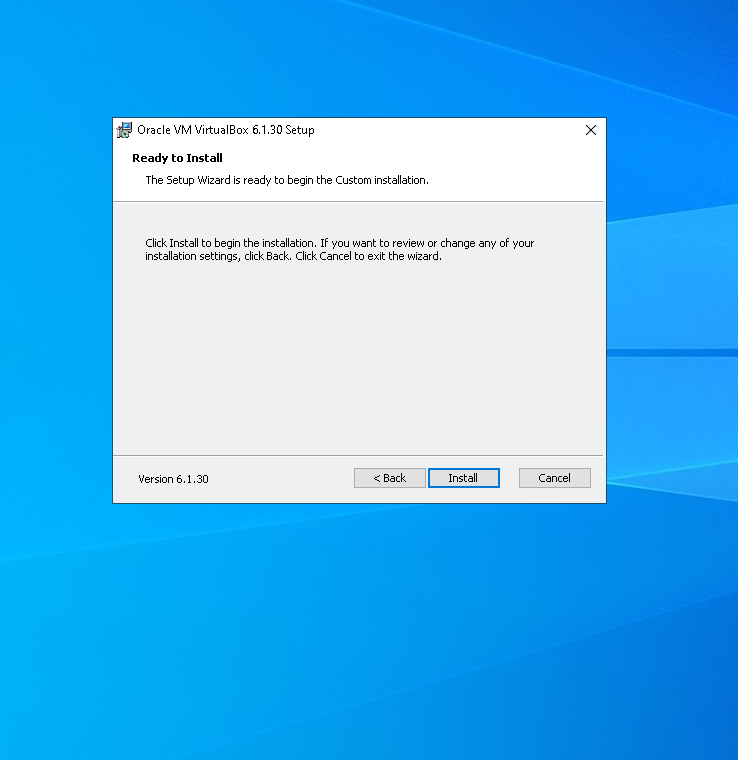 Oracle VM VirtualBox 6.1.30 Setup
Ready to Install
The Setup Wizard is ready to begin the Custom installation.
Click Install to begin the installation. If you want to review or change any of your
installation settings, click Back. Click Cancel to exit the wizard.
Version 6.1.30
< Back
Install
Cancel